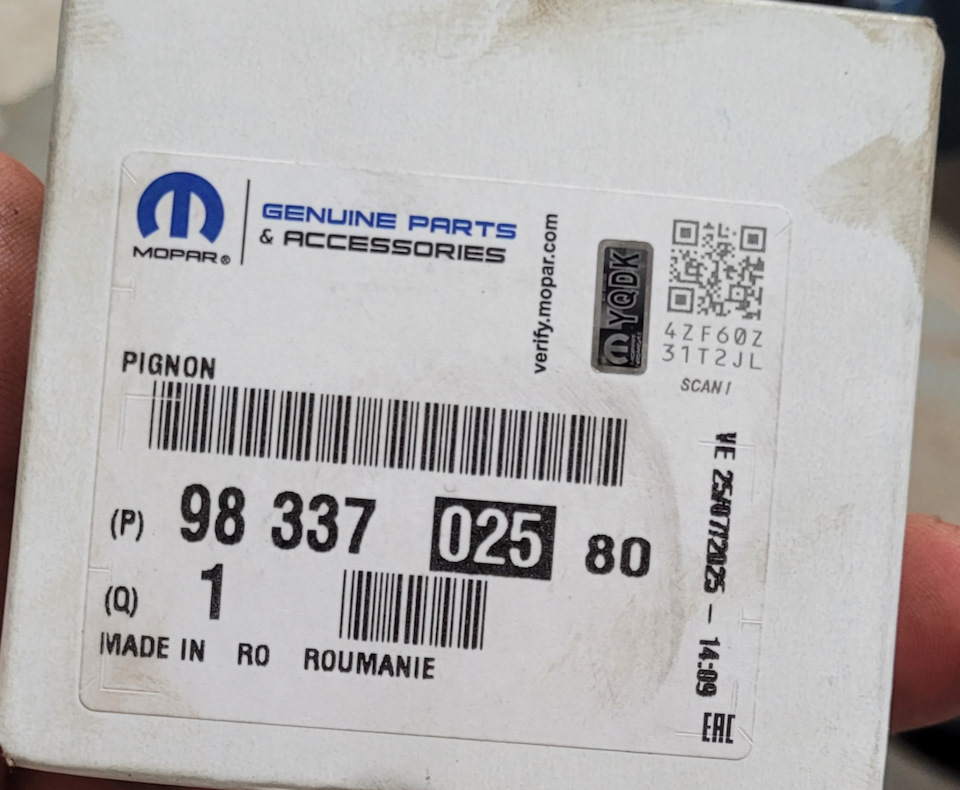 MOPAR®
GENUINE PARTS
& ACCESSORIES
verify.mopar.com
YQDK
4ZF60Z
31T2JL
SCAN!
PIGNON
(P) 98 337 025 80
(Q) 1
MADE IN RO ROUMANIE
VE 25/07/2025 - 14:09
EAC